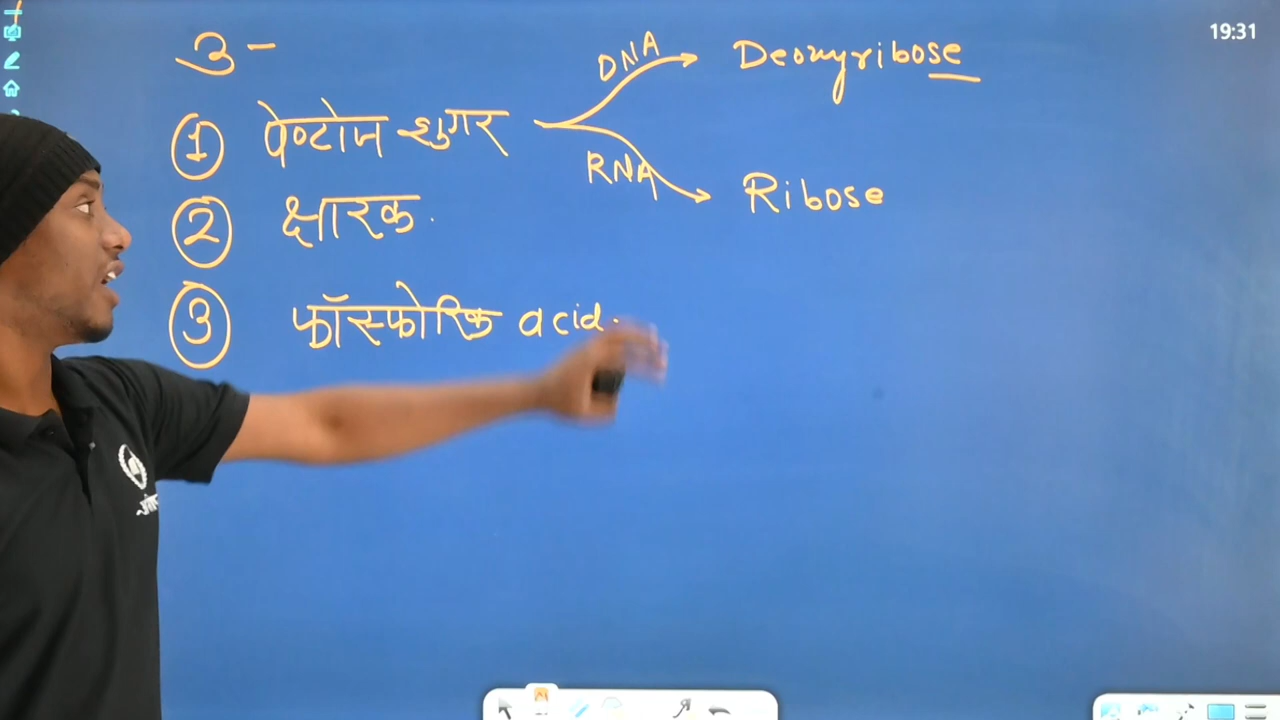 19:31
3-
DNA
Deoxyribose
① पेण्टोज शुगर
RNA
Ribose
② क्षारक
③ फॉस्फोरिक acid.